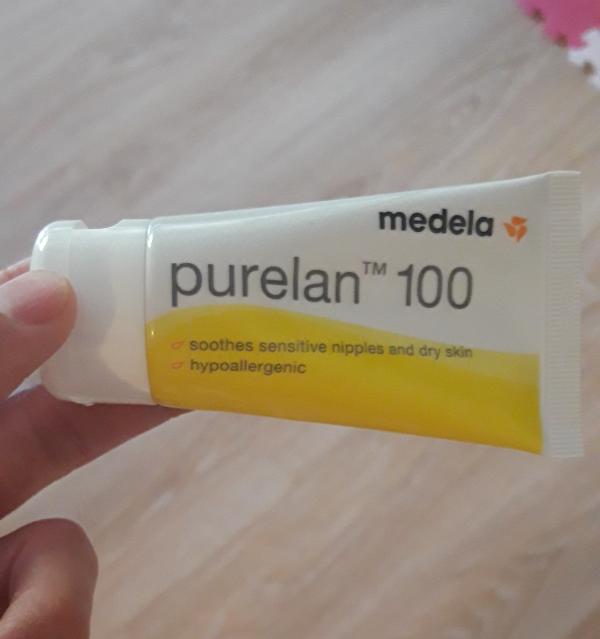 medela
purelan™ 100
soothes sensitive nipples and dry skin
hypoallergenic